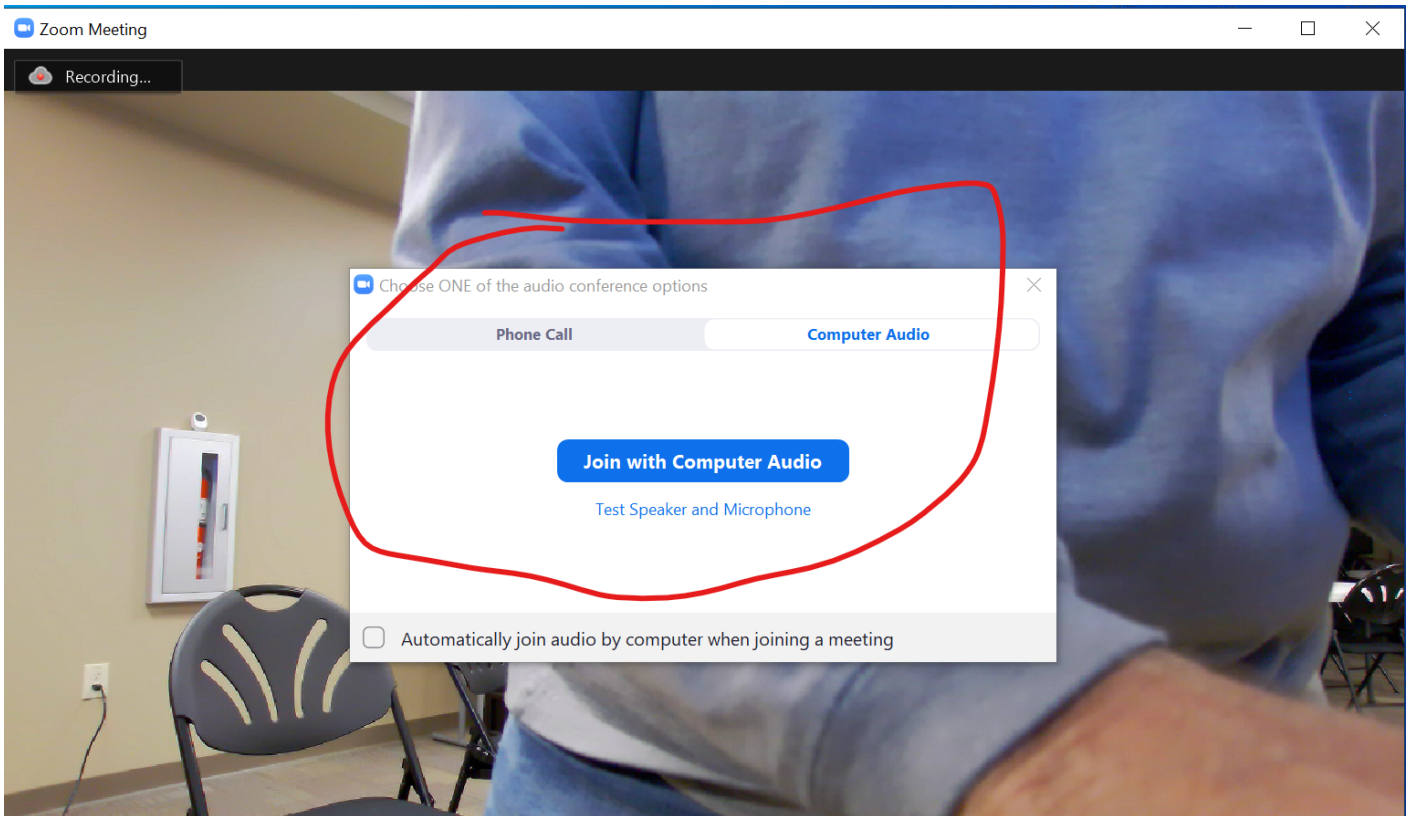 Zoom Meeting
Recording...
Choose ONE of the audio conference options
Phone Call
Computer Audio
Join with Computer Audio
Test Speaker and Microphone
Automatically join audio by computer when joining a meeting